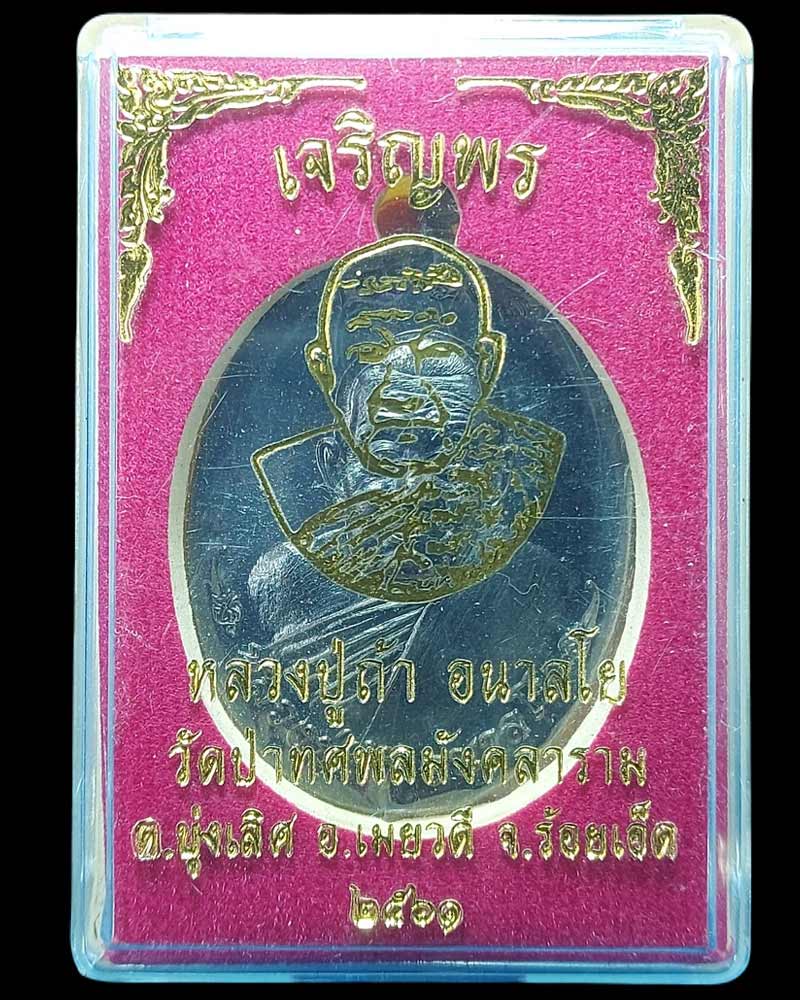 เจริญพร
หลวงปู่ถ้า อนาลโย
วัดป่าทศพลมังคลาราม
ต.บุ่งเลิศ อ.เมยวดี จ.ร้อยเอ็ด
๒๕๖๑